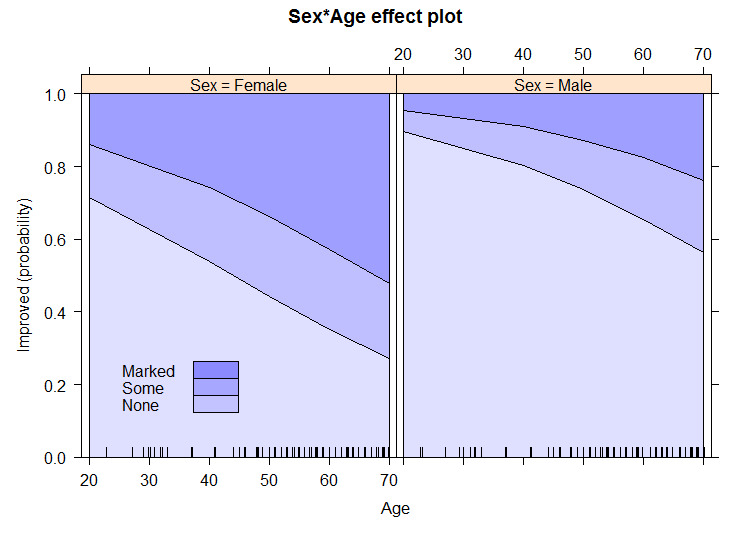 Sex*Age effect plot
20 30 40 50 60 70
Sex = Female Sex = Male
1.0
0.8
0.6
0.4
0.2
0.0
Improved (probability)
Marked
Some
None
20 30 40 50 60 70
Age